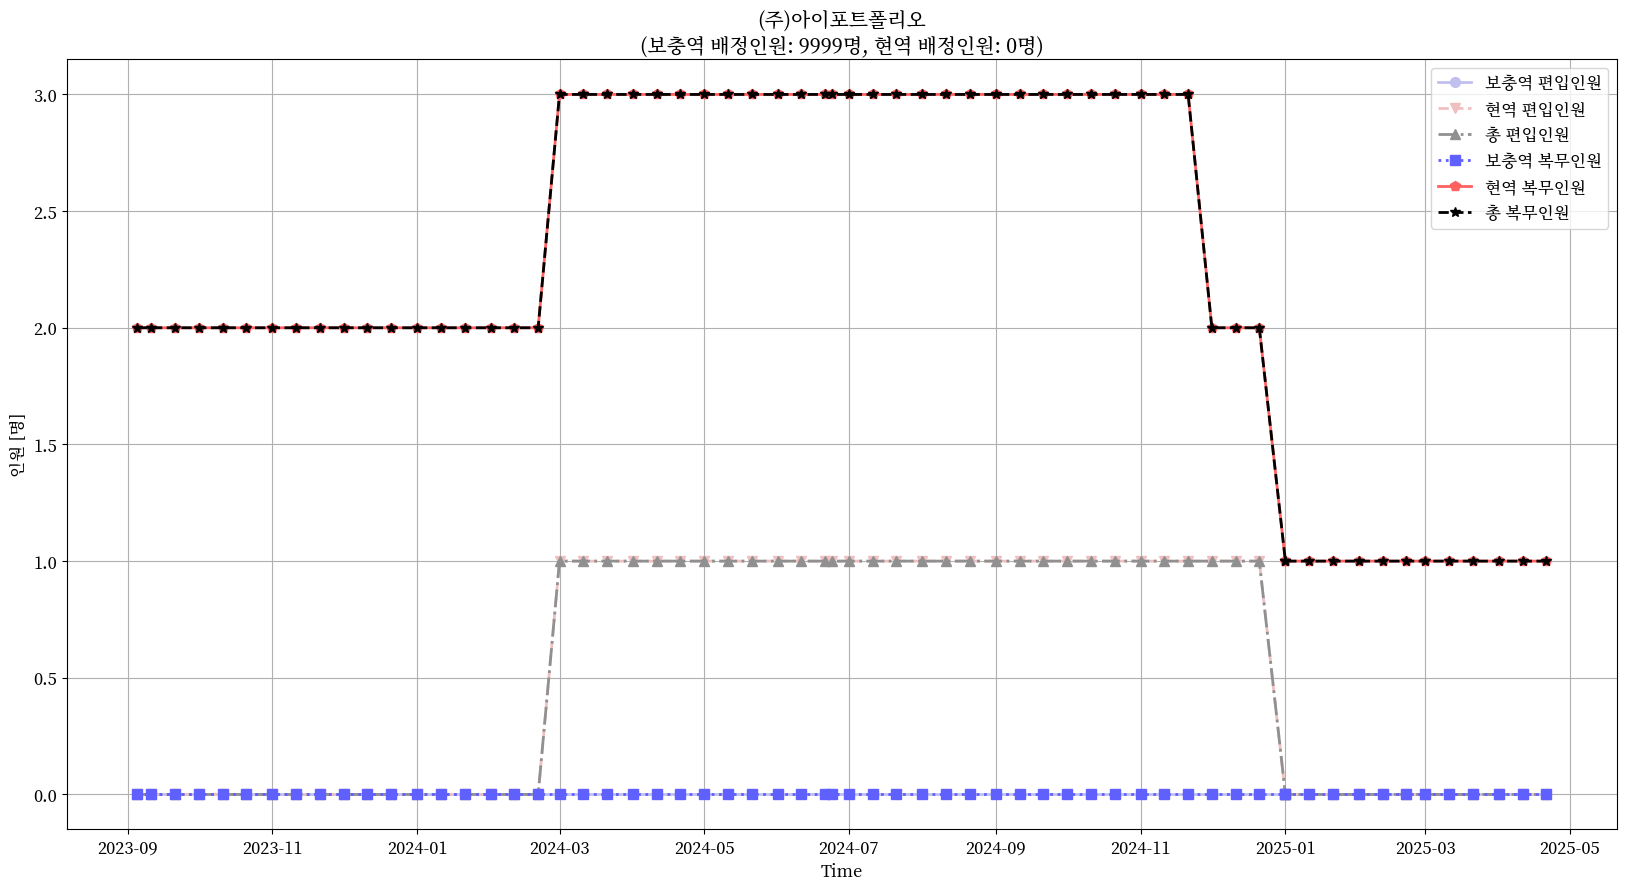 (주)아이포트폴리오
(보충역 배정인원: 9999명, 현역 배정인원: 0명)
보충역 편입인원
현역 편입인원
총 편입인원
보충역 복무인원
현역 복무인원
총 복무인원
3.0
2.5
2.0
1.5
1.0
0.5
0.0
인원 [명]
2023-09 2023-11 2024-01 2024-03 2024-05 2024-07 2024-09 2024-11 2025-01 2025-03 2025-05
Time